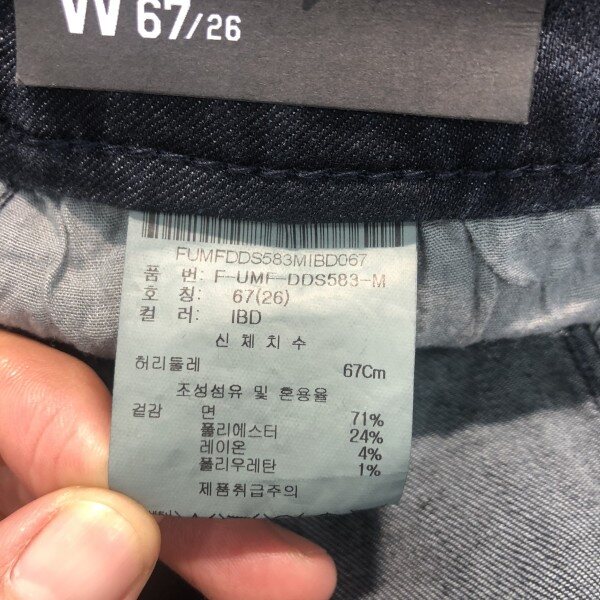 W 67/26
FUMFDDS583MIBD067
품 번: F-UMF-DDS583-M
호 칭: 67(26)
컬 러: IBD
신 체 치 수
허리둘레 67Cm
조성섬유 및 혼용율
겉감 면 71%
폴리에스터 24%
레이온 4%
폴리우레탄 1%
제품취급주의